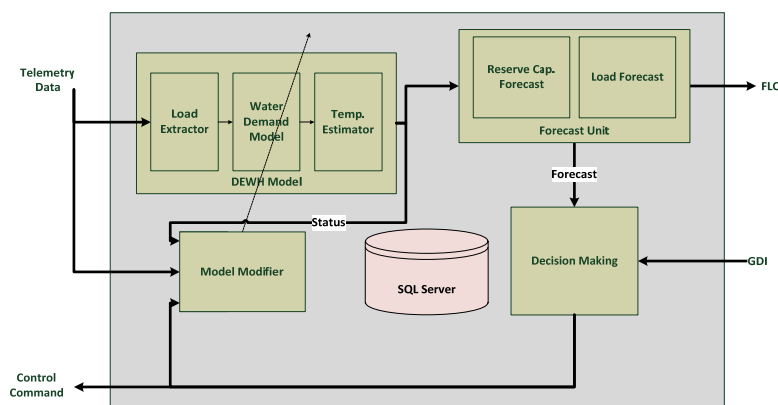 Telemetry
Data
Load
Extractor
Water
Demand
Model
Temp.
Estimator
DEWH Model
Reserve Cap.
Forecast
Load Forecast
Forecast Unit
FLC
Forecast
Status
Model Modifier
SQL Server
Decision Making
GDI
Control
Command